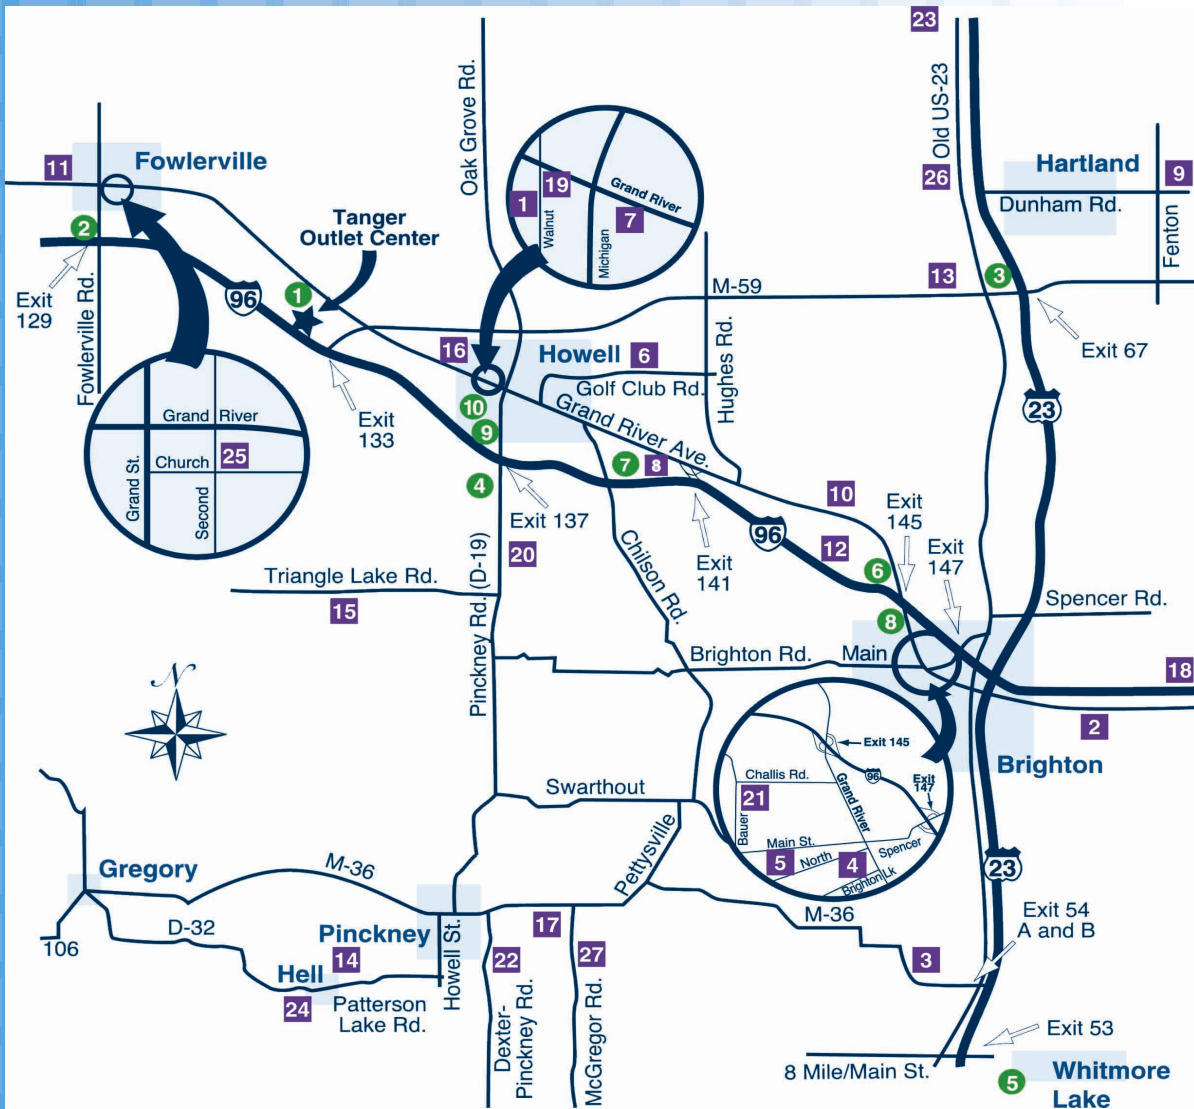 23
Old US-23
Oak Grove Rd.
11
Fowlerville
Hartland
9
26
Dunham Rd.
Fenton
19
1
Grand River
7
Walnut
Michigan
Tanger
Outlet Center
2
Exit
129
Fowlerville Rd.
96
1
M-59
13
3
Exit 67
Hughes Rd.
16
Howell
6
Golf Club Rd.
23
Exit
133
10
9
Grand River Ave.
Grand River
Church
25
Grand St.
Second
7
8
4
Exit 137
Exit
141
10
96
12
Exit
145
Exit
147
6
20
Pinckney Rd. (D-19)
Chilson Rd.
Triangle Lake Rd.
15
8
Spencer Rd.
Brighton Rd.
Main
18
2
N
Brighton
Exit 145
Challis Rd.
96
Exit
147
21
Bauer
Grand River
Main St.
5
North
4
Spencer
Brighton Lk
Swarthout
Pettysville
Gregory
M-36
23
M-36
Exit 54
A and B
D-32
106
Pinckney
14
Howell St.
17
22
27
3
Hell
24
Patterson
Lake Rd.
Dexter-
Pinckney Rd.
McGregor Rd.
Exit 53
8 Mile/Main St.
5
Whitmore
Lake